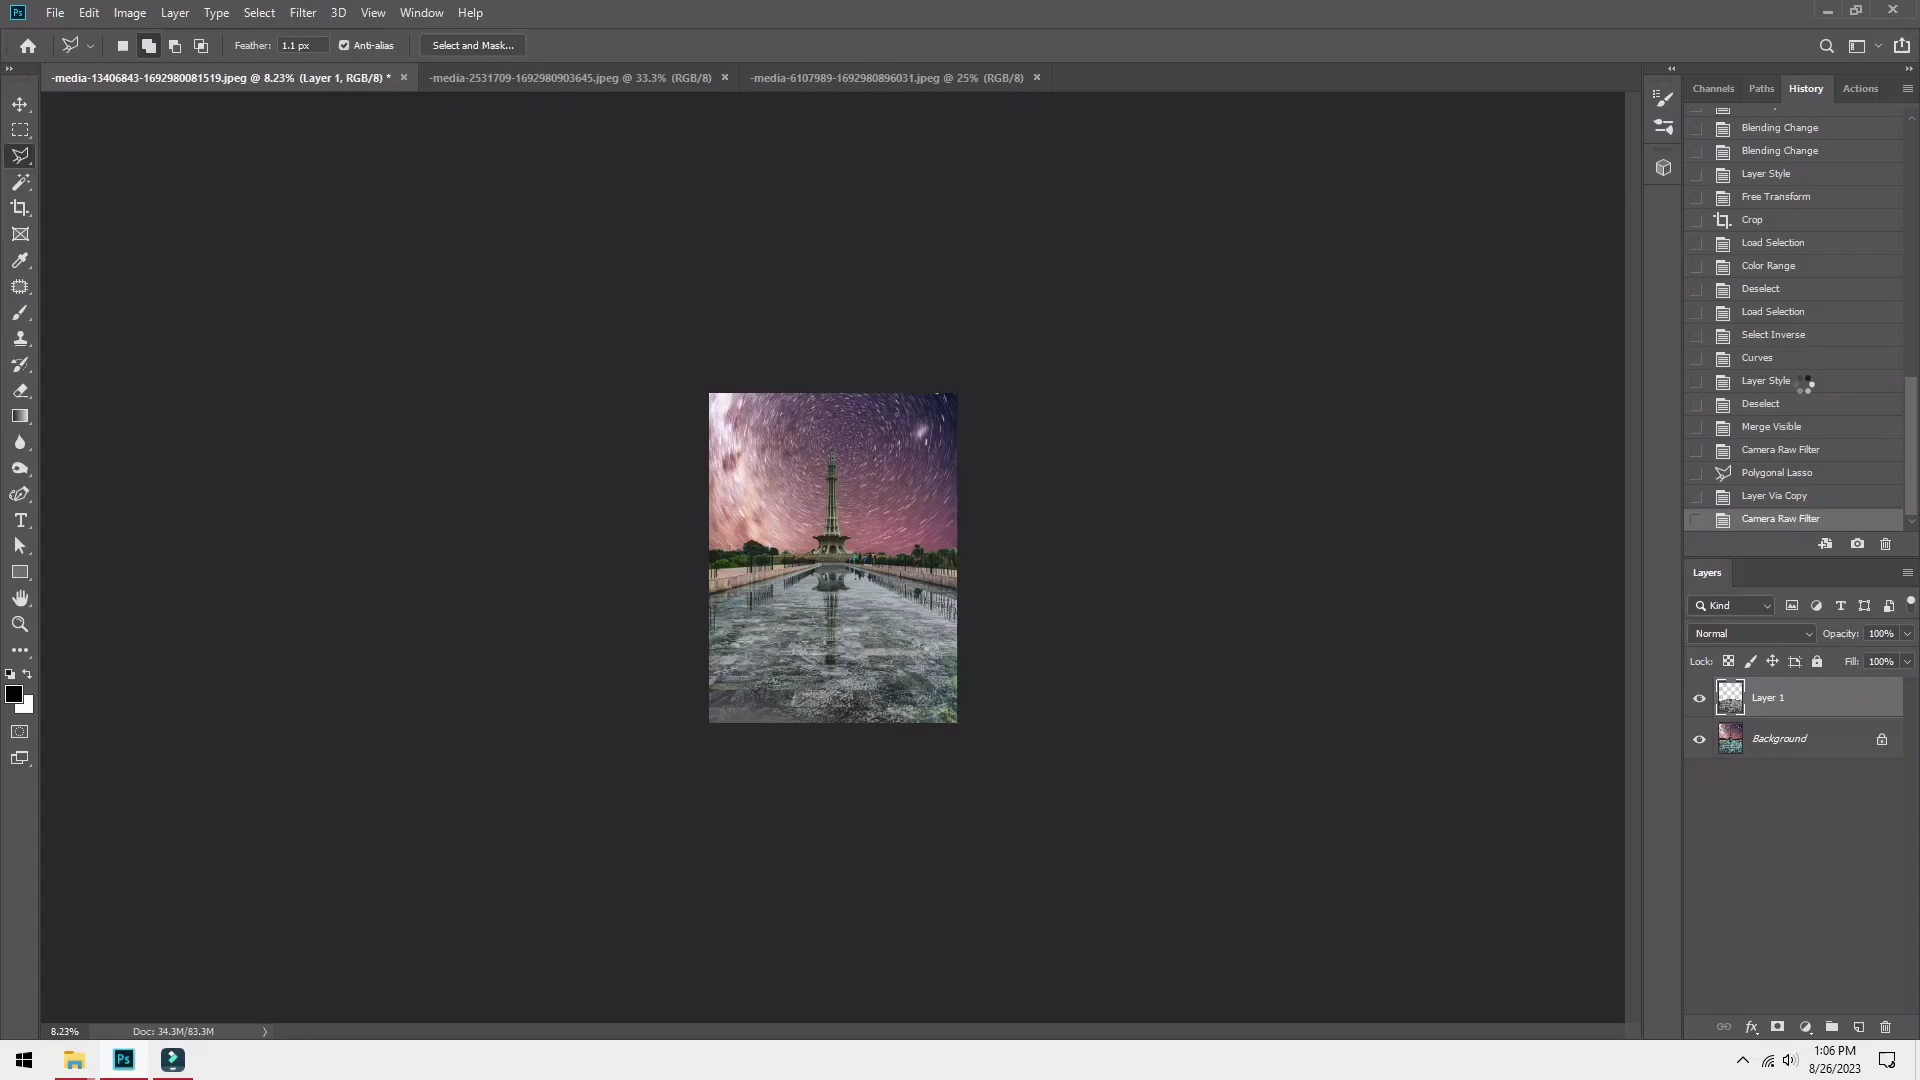 Ps File Edit Image Layer Type Select Filter 3D View Window Help
Feather: 1.1 px Anti-alias Select and Mask...
-media-13406843-1692980081519.jpeg @ 8.23% (Layer 1, RGB/8) *
-media-2531709-1692980903645.jpeg @ 33.3% (RGB/8)
-media-6107989-1692980896031.jpeg @ 25% (RGB/8)
Channels Paths History Actions
Blending Change
Blending Change
Layer Style
Free Transform
Crop
Load Selection
Color Range
Deselect
Load Selection
Select Inverse
Curves
Layer Style
Deselect
Merge Visible
Camera Raw Filter
Polygonal Lasso
Layer Via Copy
Camera Raw Filter
Layers
Kind
Normal Opacity: 100%
Lock: Fill: 100%
Layer 1
Background
8.23% Doc: 34.3M/83.3M
Ps
1:06 PM
8/26/2023